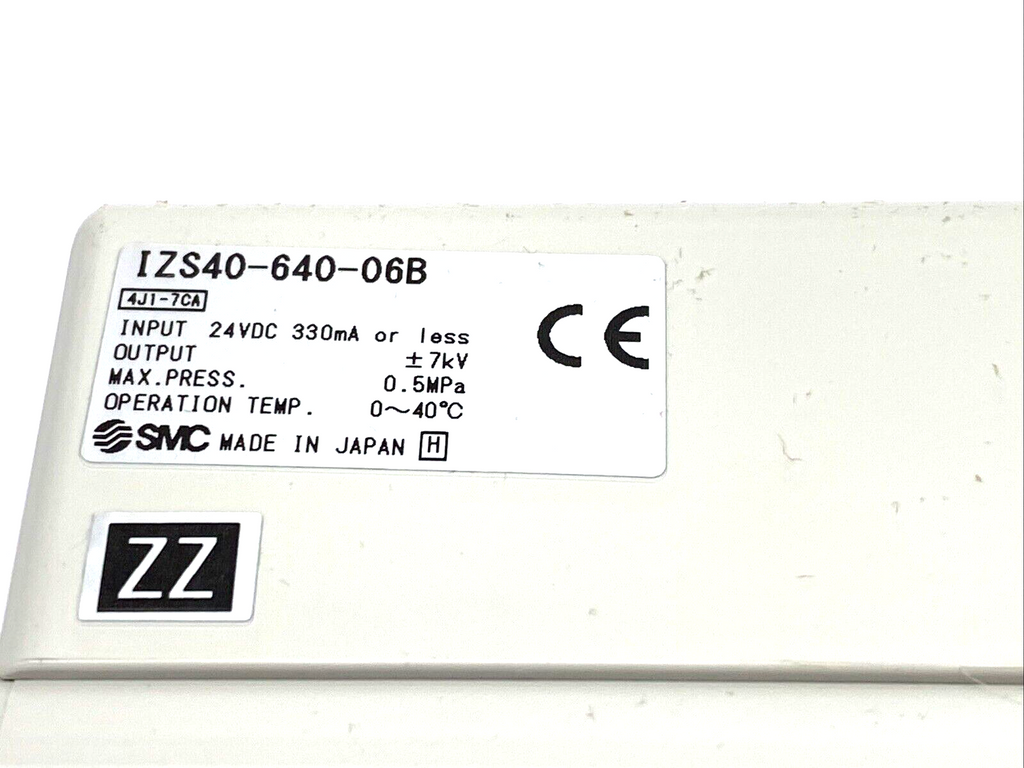 IZS40-640-06B
4J1-7CA
INPUT 24VDC 330mA or less
OUTPUT ±7kV
MAX.PRESS. 0.5MPa
OPERATION TEMP. 0~40°C
SMC MADE IN JAPAN H
CE
ZZ